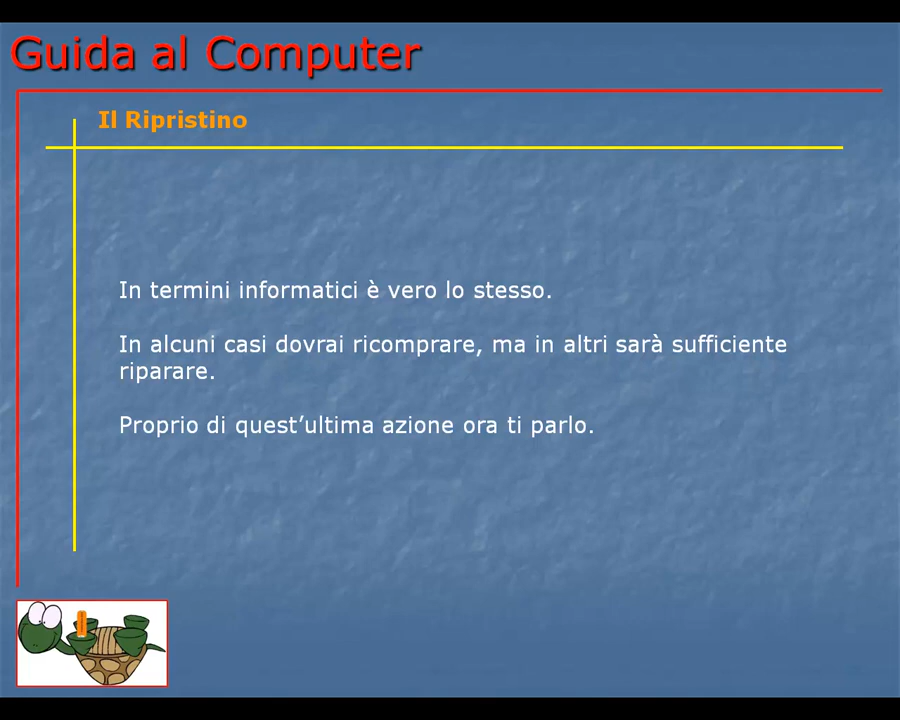 Guida al Computer
Il Ripristino
In termini informatici è vero lo stesso.
In alcuni casi dovrai ricomprare, ma in altri sarà sufficiente
riparare.
Proprio di quest’ultima azione ora ti parlo.